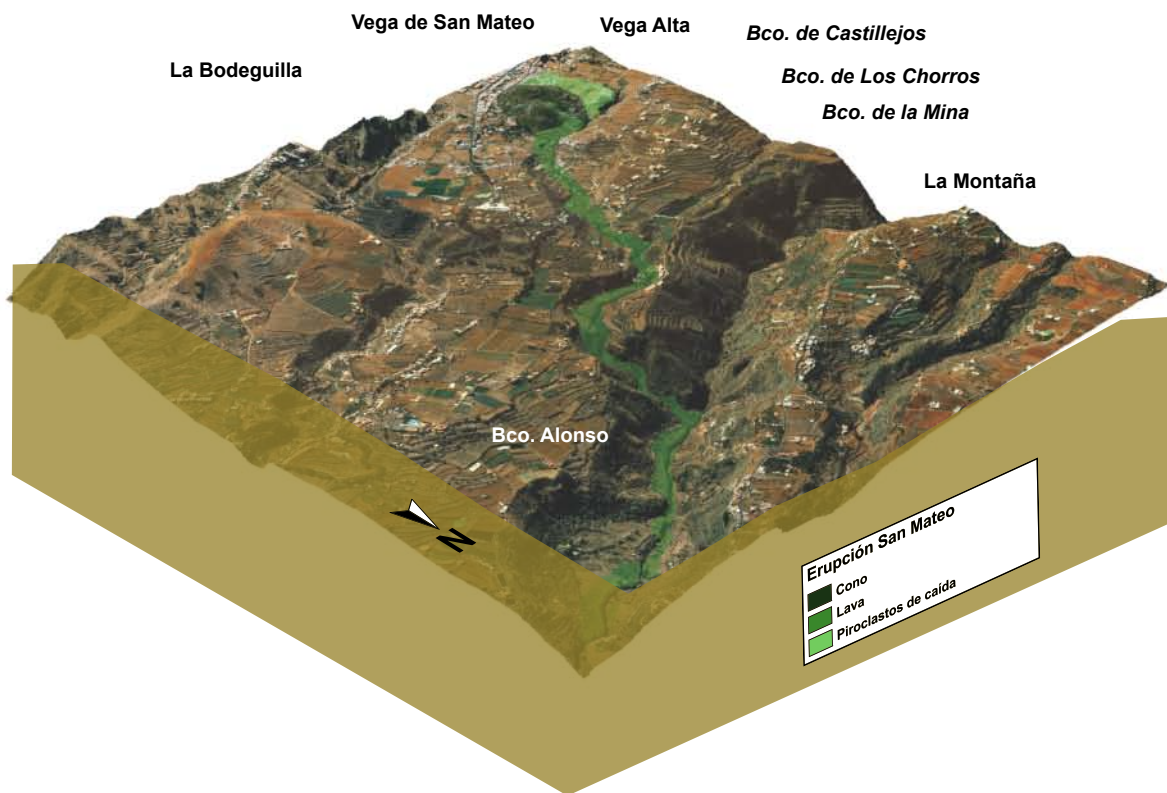 Vega de San Mateo
Vega Alta
Bco. de Castillejos
La Bodeguilla
Bco. de Los Chorros
Bco. de la Mina
La Montaña
Bco. Alonso
N
Erupción San Mateo
Cono
Lava
Piroclastos de caída